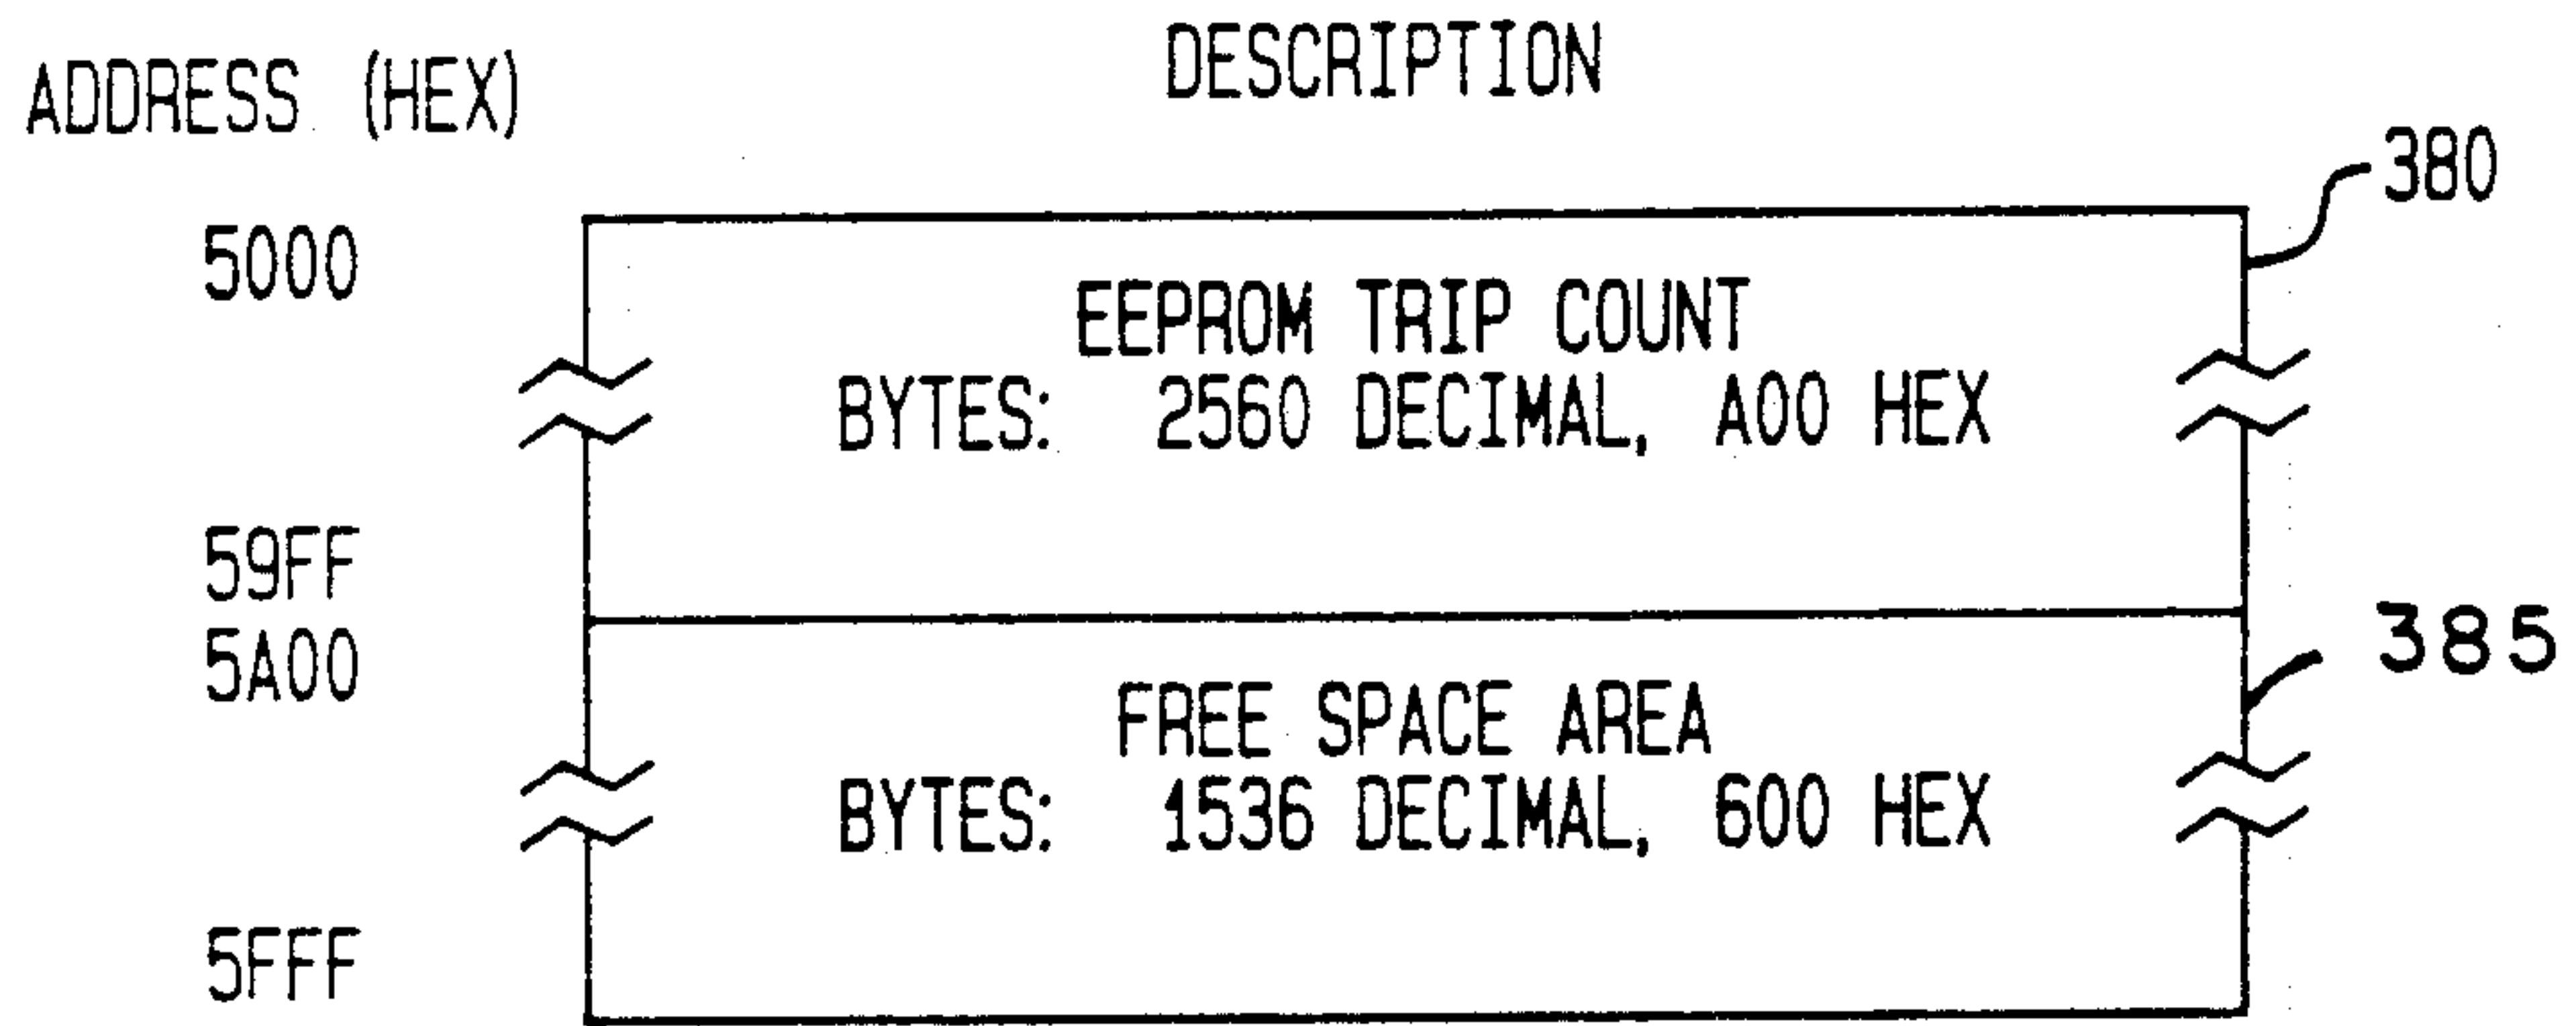 DESCRIPTION
ADDRESS (HEX)
380
5000
EEPROM TRIP COUNT
BYTES: 2560 DECIMAL, A00 HEX
59FF
5A00
385
FREE SPACE AREA
BYTES: 1536 DECIMAL, 600 HEX
5FFF